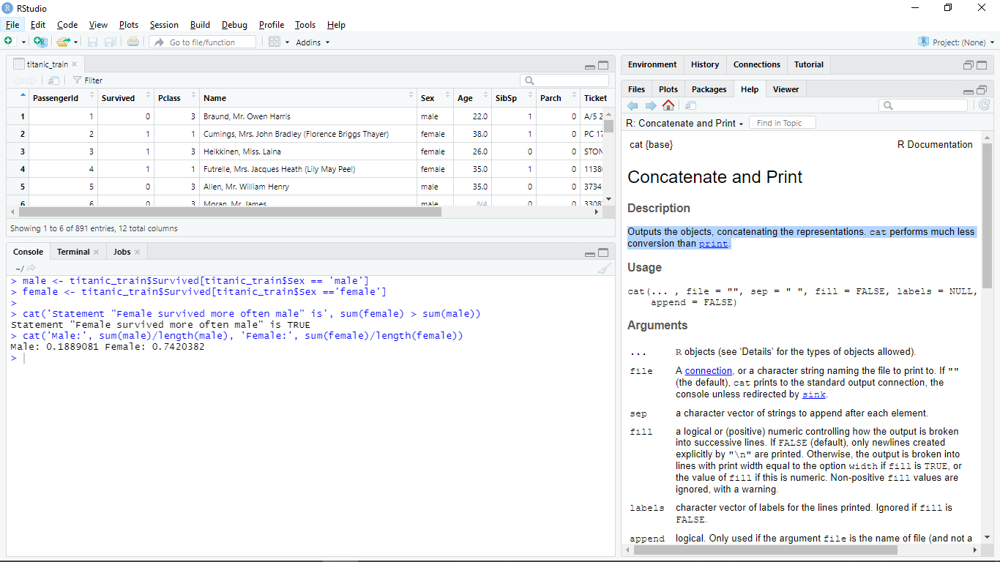 RStudio
File Edit Code View Plots Session Build Debug Profile Tools Help
Go to file/function Addins Project: (None)
titanic_train
Filter
PassengerId Survived Pclass Name Sex Age SibSp Parch Ticket
1 1 0 3 Braund, Mr. Owen Harris male 22.0 1 0 A/5 2
2 2 1 1 Cumings, Mrs. John Bradley (Florence Briggs Thayer) female 38.0 1 0 PC 17
3 3 1 3 Heikkinen, Miss. Laina female 26.0 0 0 STON
4 4 1 1 Futrelle, Mrs. Jacques Heath (Lily May Peel) female 35.0 1 0 1138
5 5 0 3 Allen, Mr. William Henry male 35.0 0 0 3734
6 6 0 3 Moran, Mr. James male NA 0 0 3308
Showing 1 to 6 of 891 entries, 12 total columns
Console Terminal Jobs
~/
> male <- titanic_train$Survived[titanic_train$Sex == 'male']
> female <- titanic_train$Survived[titanic_train$Sex =='female']
>
> cat('Statement "Female survived more often male" is', sum(female) > sum(male))
Statement "Female survived more often male" is TRUE
> cat('Male:', sum(male)/length(male), 'Female:', sum(female)/length(female))
Male: 0.1889081 Female: 0.7420382
>
Environment History Connections Tutorial
Files Plots Packages Help Viewer
R: Concatenate and Print Find in Topic
cat {base} R Documentation
Concatenate and Print
Description
Outputs the objects, concatenating the representations. cat performs much less
conversion than print.
Usage
cat(... , file = "", sep = " ", fill = FALSE, labels = NULL,
append = FALSE)
Arguments
... R objects (see ‘Details’ for the types of objects allowed).
file A connection, or a character string naming the file to print to. If ""
(the default), cat prints to the standard output connection, the
console unless redirected by sink.
sep a character vector of strings to append after each element.
fill a logical or (positive) numeric controlling how the output is broken
into successive lines. If FALSE (default), only newlines created
explicitly by "\n" are printed. Otherwise, the output is broken into
lines with print width equal to the option width if fill is TRUE, or
the value of fill if this is numeric. Non-positive fill values are
ignored, with a warning.
labels character vector of labels for the lines printed. Ignored if fill is
FALSE.
append logical. Only used if the argument file is the name of file (and not a